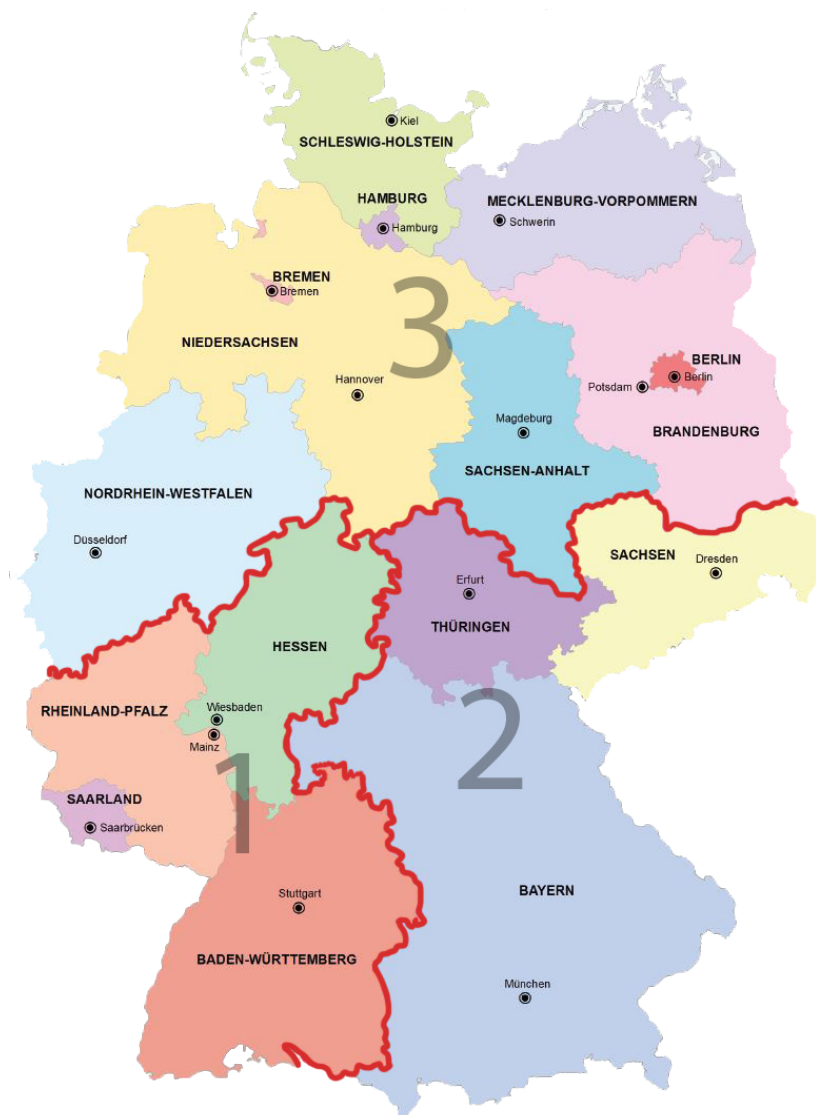 Kiel
SCHLESWIG-HOLSTEIN
HAMBURG
Hamburg
MECKLENBURG-VORPOMMERN
Schwerin
BREMEN
Bremen
3
NIEDERSACHSEN
Hannover
BERLIN
Berlin
Potsdam
BRANDENBURG
Magdeburg
SACHSEN-ANHALT
NORDRHEIN-WESTFALEN
Düsseldorf
SACHSEN
Dresden
Erfurt
THÜRINGEN
HESSEN
RHEINLAND-PFALZ
Wiesbaden
Mainz
2
1
SAARLAND
Saarbrücken
Stuttgart
BADEN-WÜRTTEMBERG
BAYERN
München